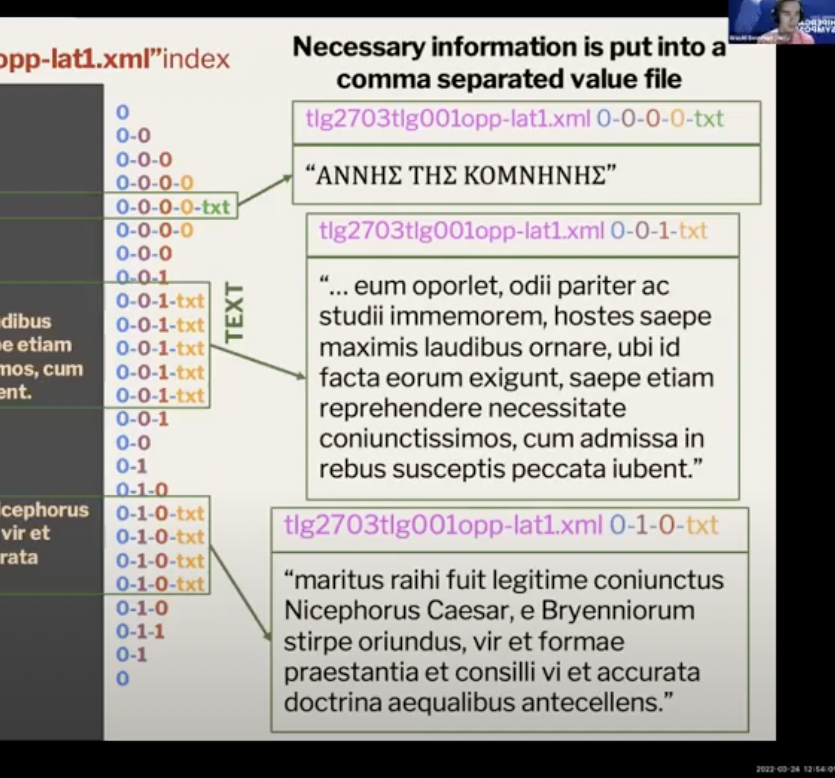 opp-lat1.xml”index
Necessary information is put into a
comma separated value file
0
0-0
0-0-0
0-0-0-0
0-0-0-0-txt
0-0-0-0
0-0-0
0-0-1
0-0-1-txt
0-0-1-txt
0-0-1-txt
0-0-1-txt
0-0-1-txt
0-0-1
0-0
0-1
0-1-0
0-1-0-txt
0-1-0-txt
0-1-0-txt
0-1-0-txt
0-1-0
0-1-1
0-1
0
TEXT
dibus
e etiam
mos, cum
ent.
icephorus
vir et
rata
tlg2703tlg001opp-lat1.xml 0-0-0-0-txt
“ΑΝΝΗΣ ΤΗΣ ΚΟΜΝΗΝΗΣ”
tlg2703tlg001opp-lat1.xml 0-0-1-txt
“... eum oporlet, odii pariter ac
studii immemorem, hostes saepe
maximis laudibus ornare, ubi id
facta eorum exigunt, saepe etiam
reprehendere necessitate
coniunctissimos, cum admissa in
rebus susceptis peccata iubent.”
tlg2703tlg001opp-lat1.xml 0-1-0-txt
“maritus raihi fuit legitime coniunctus
Nicephorus Caesar, e Bryenniorum
stirpe oriundus, vir et formae
praestantia et consilli vi et accurata
doctrina aequalibus antecellens.”